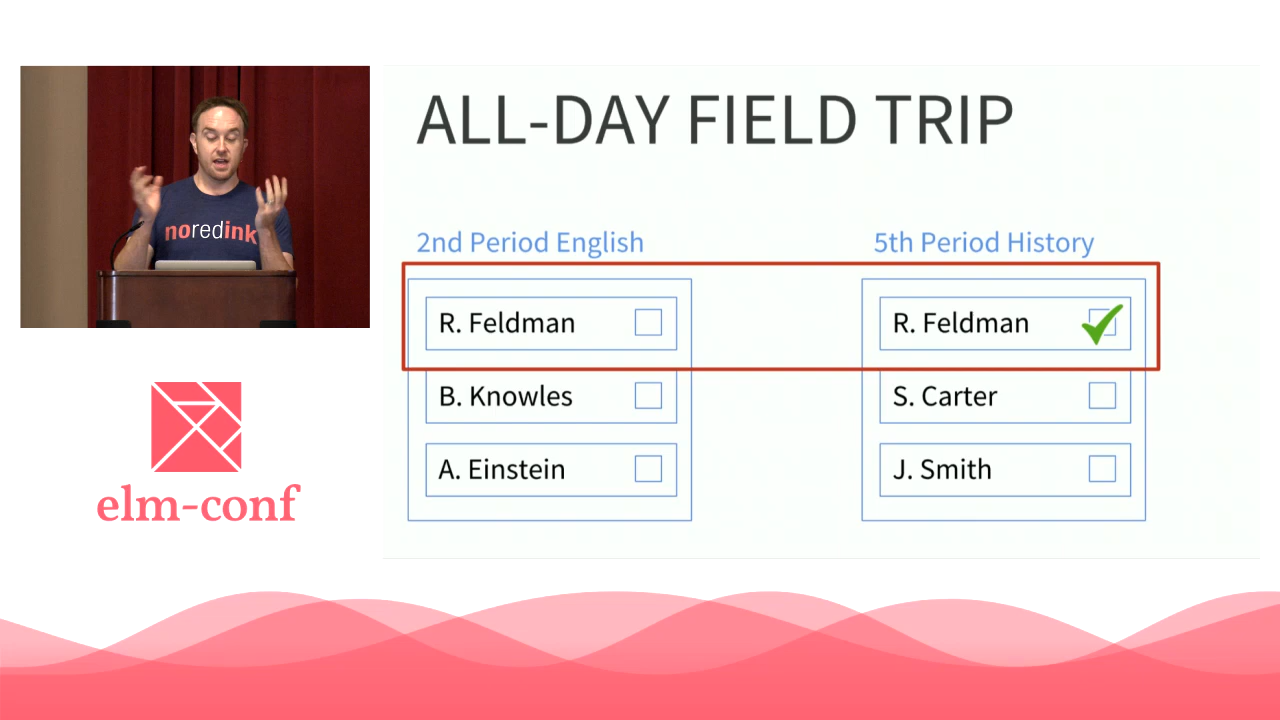 ALL-DAY FIELD TRIP
noredink
2nd Period English
5th Period History
R. Feldman
R. Feldman
B. Knowles
S. Carter
A. Einstein
J. Smith
elm-conf